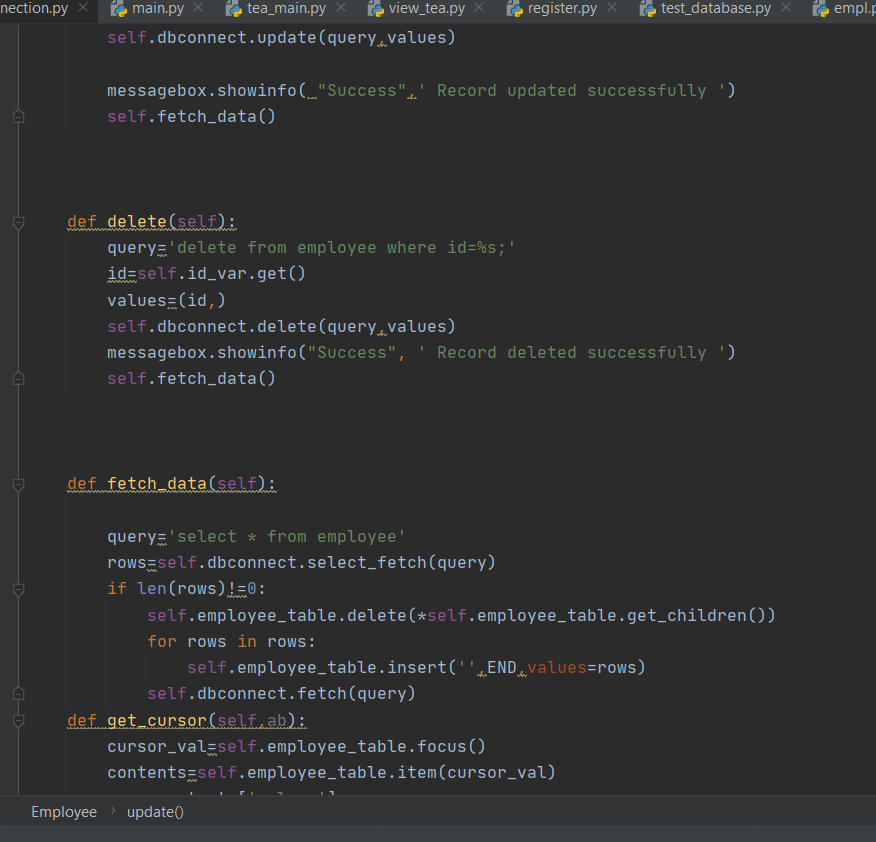 nection.py × main.py × tea_main.py × view_tea.py × register.py × test_database.py × empl.p
self.dbconnect.update(query,values)
messagebox.showinfo( "Success",' Record updated successfully ')
self.fetch_data()
def delete(self):
query='delete from employee where id=%s;'
id=self.id_var.get()
values=(id,)
self.dbconnect.delete(query,values)
messagebox.showinfo("Success", ' Record deleted successfully ')
self.fetch_data()
def fetch_data(self):
query='select * from employee'
rows=self.dbconnect.select_fetch(query)
if len(rows)!=0:
self.employee_table.delete(*self.employee_table.get_children())
for rows in rows:
self.employee_table.insert('',END,values=rows)
self.dbconnect.fetch(query)
def get_cursor(self,ab):
cursor_val=self.employee_table.focus()
contents=self.employee_table.item(cursor_val)
Employee › update()